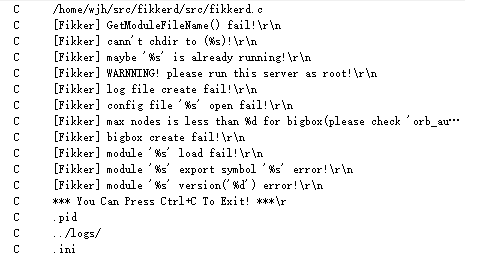 C /home/wjh/src/fikkerd/src/fikkerd.c
C [Fikker] GetModuleFileName() fail!\r\n
C [Fikker] cann't chdir to (%s)!\r\n
C [Fikker] maybe '%s' is already running!\r\n
C [Fikker] WARNNING! please run this server as root!\r\n
C [Fikker] log file create fail!\r\n
C [Fikker] config file '%s' open fail!\r\n
C [Fikker] max nodes is less than %d for bigbox(please check 'orb_au…
C [Fikker] bigbox create fail!\r\n
C [Fikker] module '%s' load fail!\r\n
C [Fikker] module '%s' export symbol '%s' error!\r\n
C [Fikker] module '%s' version('%d') error!\r\n
C *** You Can Press Ctrl+C To Exit! ***\r
C .pid
C ../logs/
C .ini